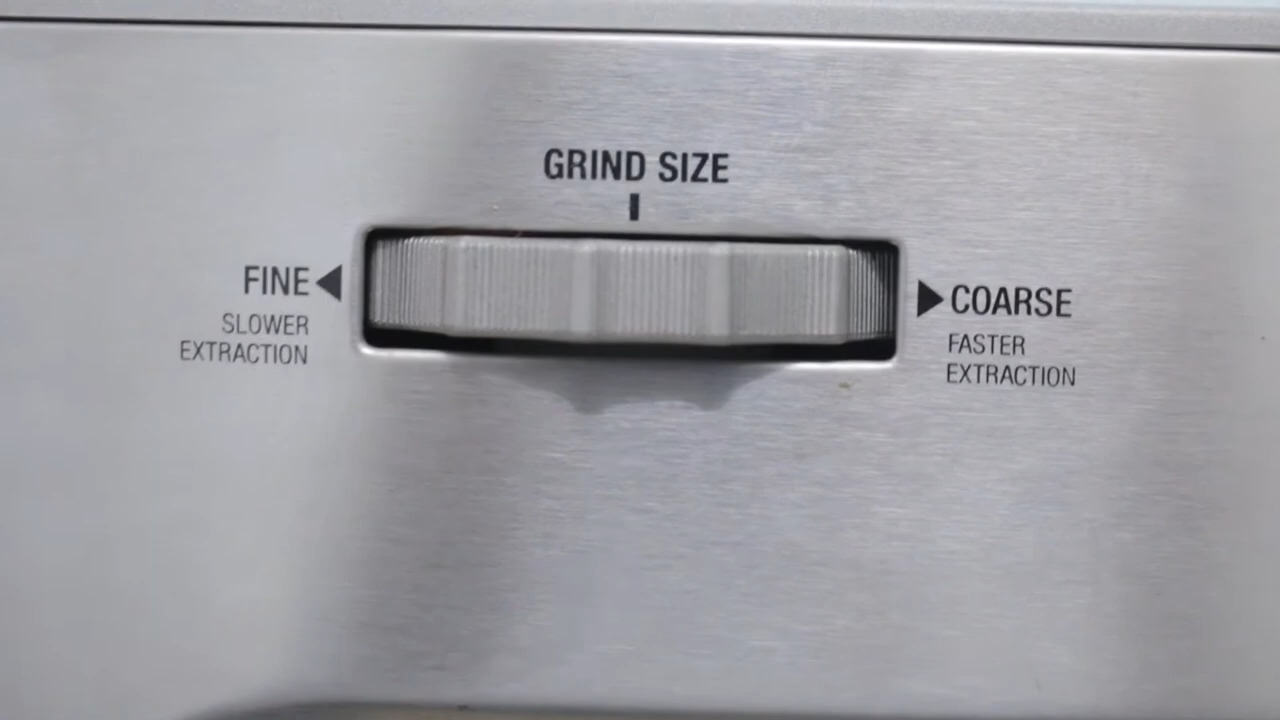 GRIND SIZE
FINE
SLOWER
EXTRACTION
COARSE
FASTER
EXTRACTION